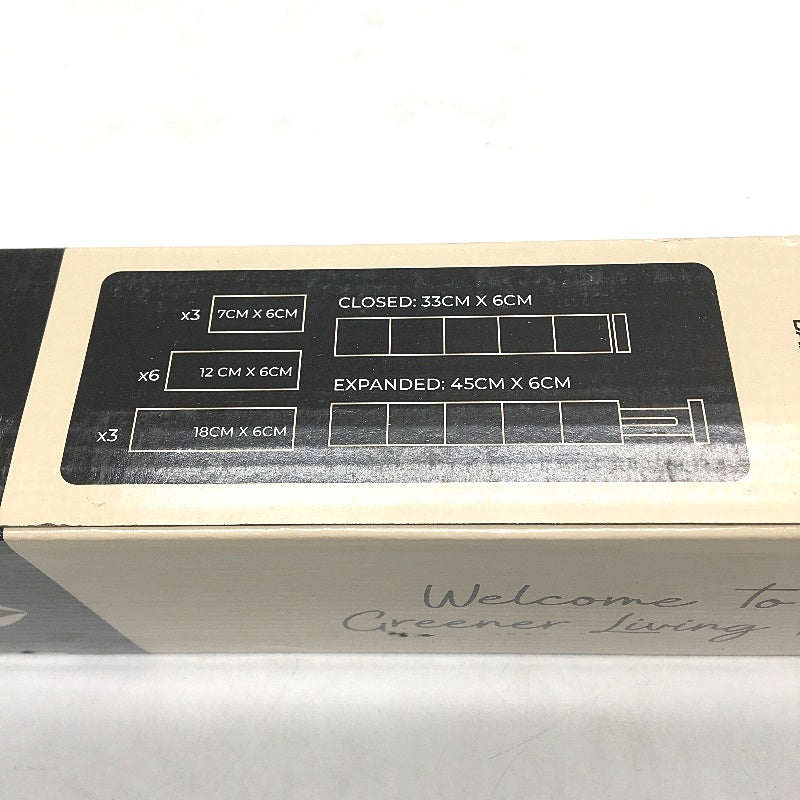 x3 7CM X 6CM
x6 12 CM X 6CM
x3 18CM X 6CM
CLOSED: 33CM X 6CM
EXPANDED: 45CM X 6CM
Welcome to
Greener Living